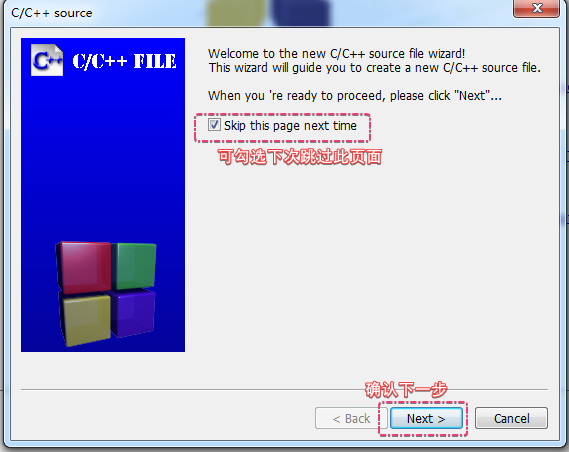 C/C++ source
C++ C/C++ FILE
Welcome to the new C/C++ source file wizard!
This wizard will guide you to create a new C/C++ source file.
When you 're ready to proceed, please click "Next"...
Skip this page next time
可勾选下次跳过此页面
确认下一步
< Back
Next >
Cancel